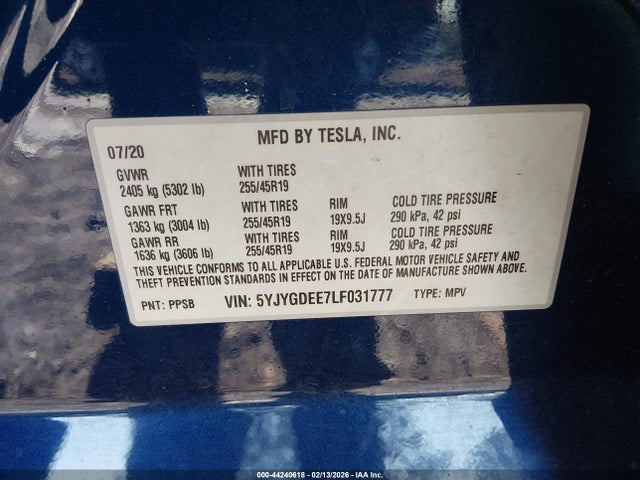 MFD BY TESLA, INC.
07/20
GVWR WITH TIRES
2405 kg (5302 lb) 255/45R19
GAWR FRT WITH TIRES RIM COLD TIRE PRESSURE
1363 kg (3004 lb) 255/45R19 19X9.5J 290 kPa, 42 psi
GAWR RR WITH TIRES RIM COLD TIRE PRESSURE
1636 kg (3606 lb) 255/45R19 19X9.5J 290 kPa, 42 psi
THIS VEHICLE CONFORMS TO ALL APPLICABLE U.S. FEDERAL MOTOR VEHICLE SAFETY AND
THEFT PREVENTION STANDARDS IN EFFECT ON THE DATE OF MANUFACTURE SHOWN ABOVE.
PNT: PPSB VIN: 5YJYGDEE7LF031777 TYPE: MPV
000-44240618 - 02/13/2026 - IAA Inc.